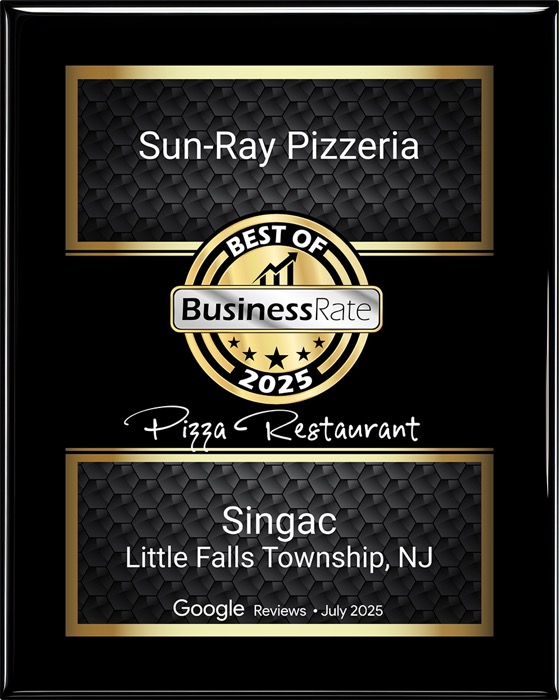 Sun-Ray Pizzeria
BEST OF
BusinessRate
2025
Pizza Restaurant
Singac
Little Falls Township, NJ
Google Reviews • July 2025